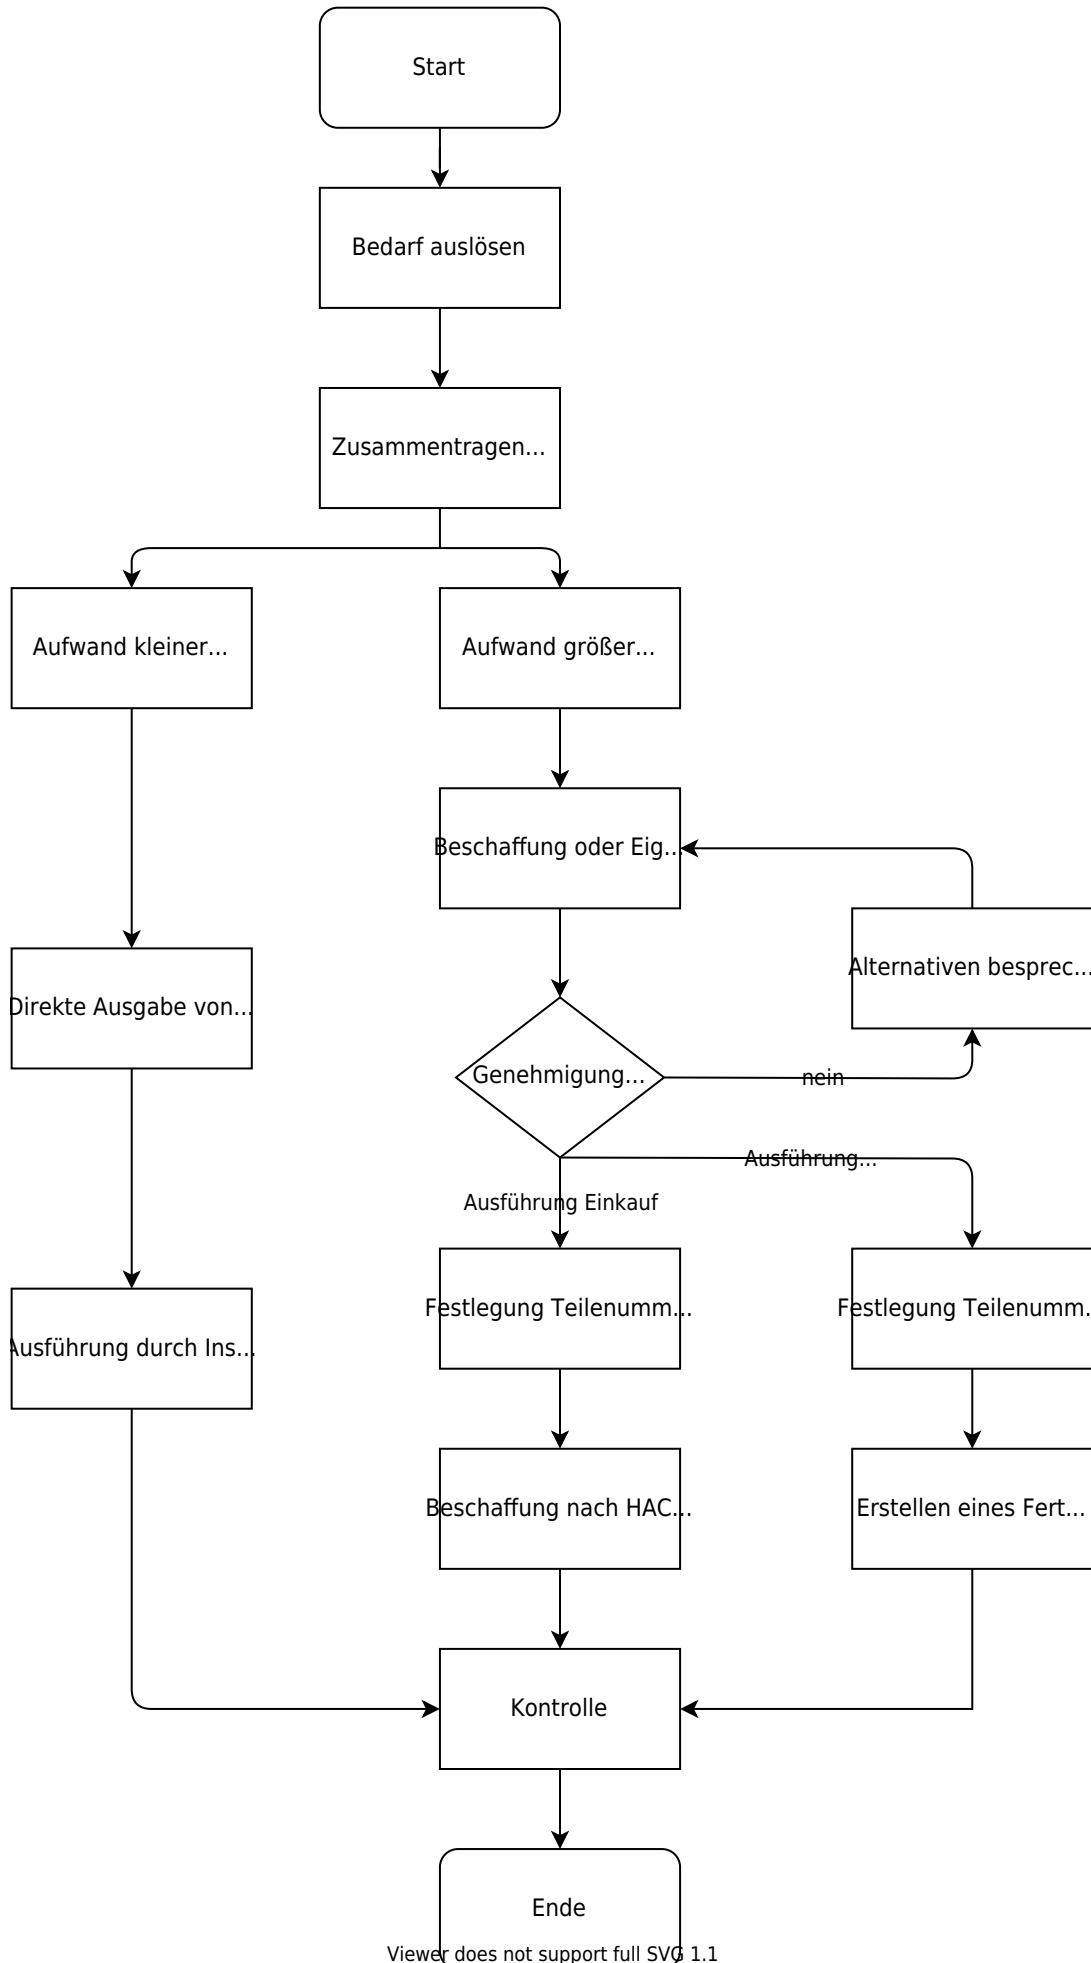 Start
Bedarf auslösen
Zusammentragen...
Aufwand kleiner...
Aufwand größer...
Beschaffung oder Eig...
Alternativen besprec...
Direkte Ausgabe von...
Genehmigung...
nein
Ausführung...
Ausführung Einkauf
Festlegung Teilenumm...
Festlegung Teilenumm...
Ausführung durch Ins...
Beschaffung nach HAC...
Erstellen eines Fert...
Kontrolle
Ende
Viewer does not support full SVG 1.1